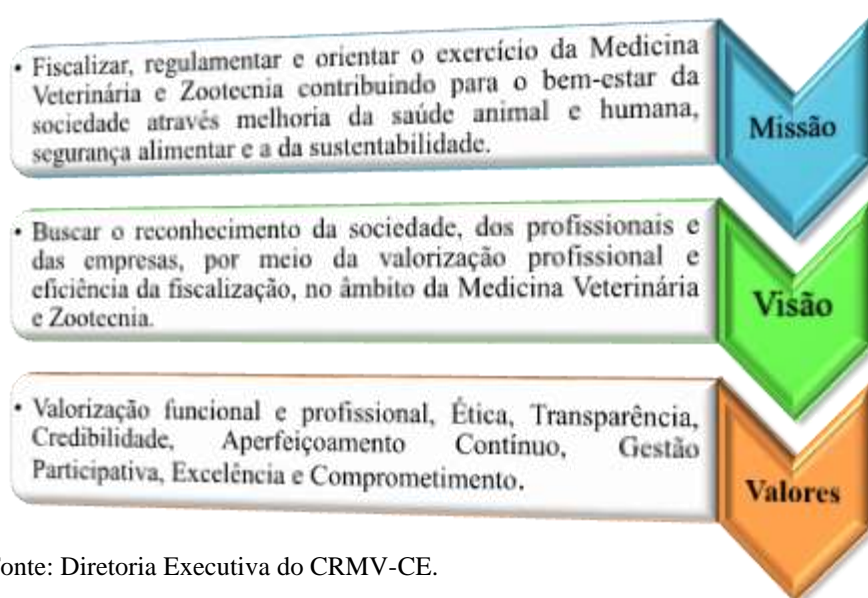 • Fiscalizar, regulamentar e orientar o exercício da Medicina
Veterinária e Zootecnia contribuindo para o bem-estar da
sociedade através melhoria da saúde animal e humana,
segurança alimentar e a da sustentabilidade.
Missão
• Buscar o reconhecimento da sociedade, dos profissionais e
das empresas, por meio da valorização profissional e
eficiência da fiscalização, no âmbito da Medicina Veterinária
e Zootecnia.
Visão
• Valorização funcional e profissional, Ética, Transparência,
Credibilidade, Aperfeiçoamento Contínuo, Gestão
Participativa, Excelência e Comprometimento.
Valores
onte: Diretoria Executiva do CRMV-CE.